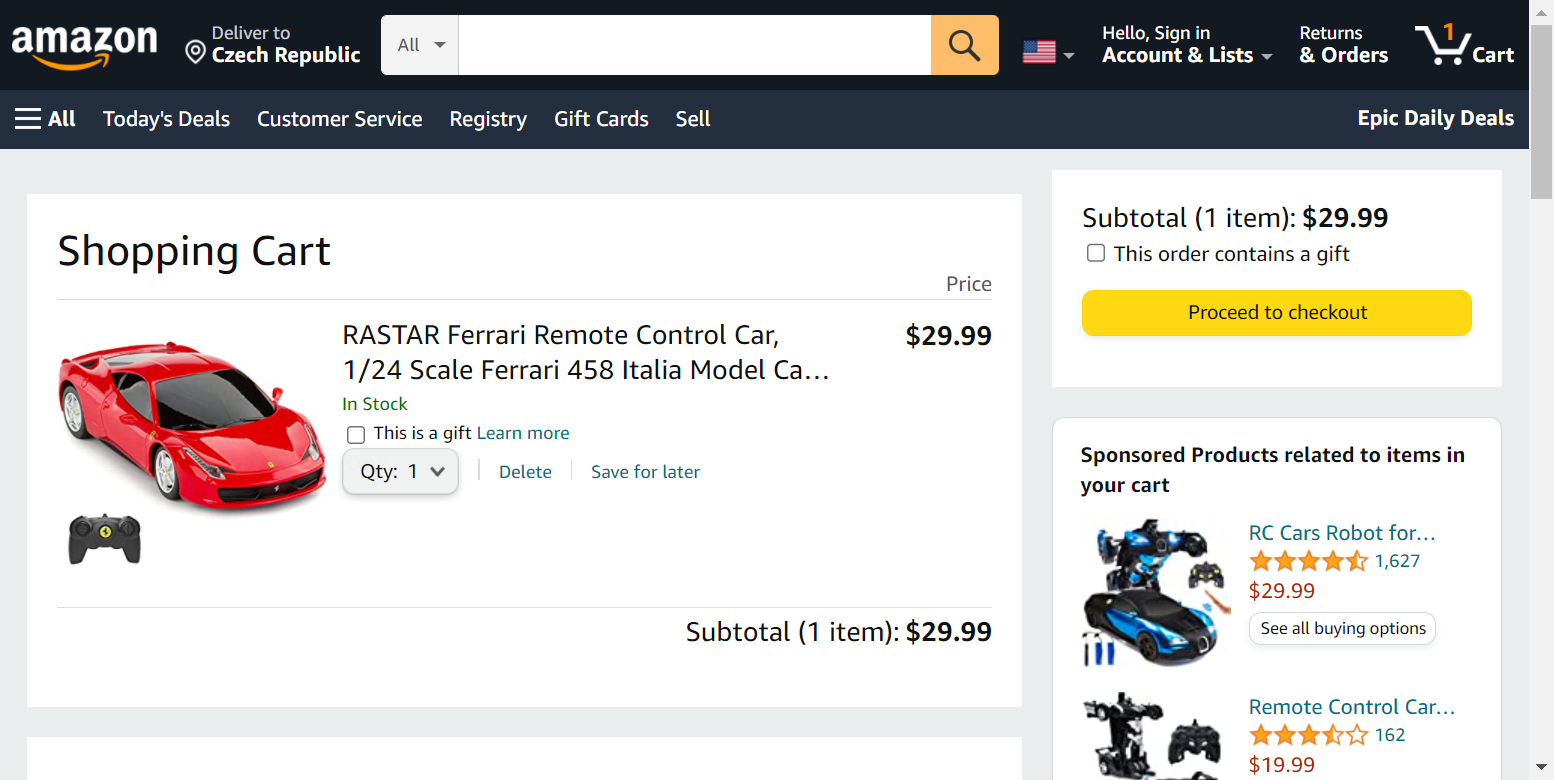 amazon
Deliver to
Czech Republic
All
Hello, Sign in
Account & Lists
Returns
& Orders
1
Cart
All
Today's Deals
Customer Service
Registry
Gift Cards
Sell
Epic Daily Deals
Shopping Cart
Price
RASTAR Ferrari Remote Control Car,
1/24 Scale Ferrari 458 Italia Model Ca…
$29.99
In Stock
This is a gift Learn more
Qty: 1
Delete
Save for later
Subtotal (1 item): $29.99
Subtotal (1 item): $29.99
This order contains a gift
Proceed to checkout
Sponsored Products related to items in
your cart
RC Cars Robot for…
1,627
$29.99
See all buying options
Remote Control Car…
162
$19.99